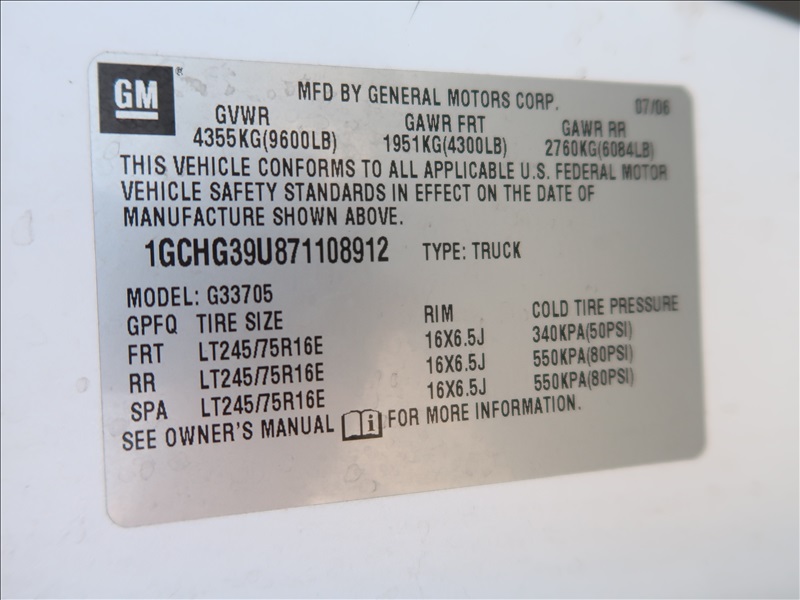 GM
MFD BY GENERAL MOTORS CORP. 07/06
GVWR GAWR FRT GAWR RR
4355KG(9600LB) 1951KG(4300LB) 2760KG(6084LB)
THIS VEHICLE CONFORMS TO ALL APPLICABLE U.S. FEDERAL MOTOR
VEHICLE SAFETY STANDARDS IN EFFECT ON THE DATE OF
MANUFACTURE SHOWN ABOVE.
1GCHG39U871108912 TYPE: TRUCK
MODEL: G33705
GPFQ TIRE SIZE RIM COLD TIRE PRESSURE
FRT LT245/75R16E 16X6.5J 340KPA(50PSI)
RR LT245/75R16E 16X6.5J 550KPA(80PSI)
SPA LT245/75R16E 16X6.5J 550KPA(80PSI)
SEE OWNER'S MANUAL i FOR MORE INFORMATION.